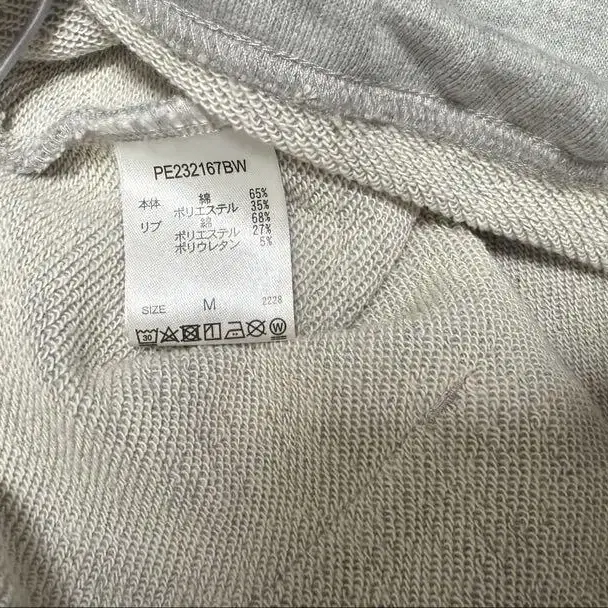 PE232167BW
本体 綿 65%
ポリエステル 35%
リブ 綿 68%
ポリエステル 27%
ポリウレタン 5%
SIZE M 2228
30 W